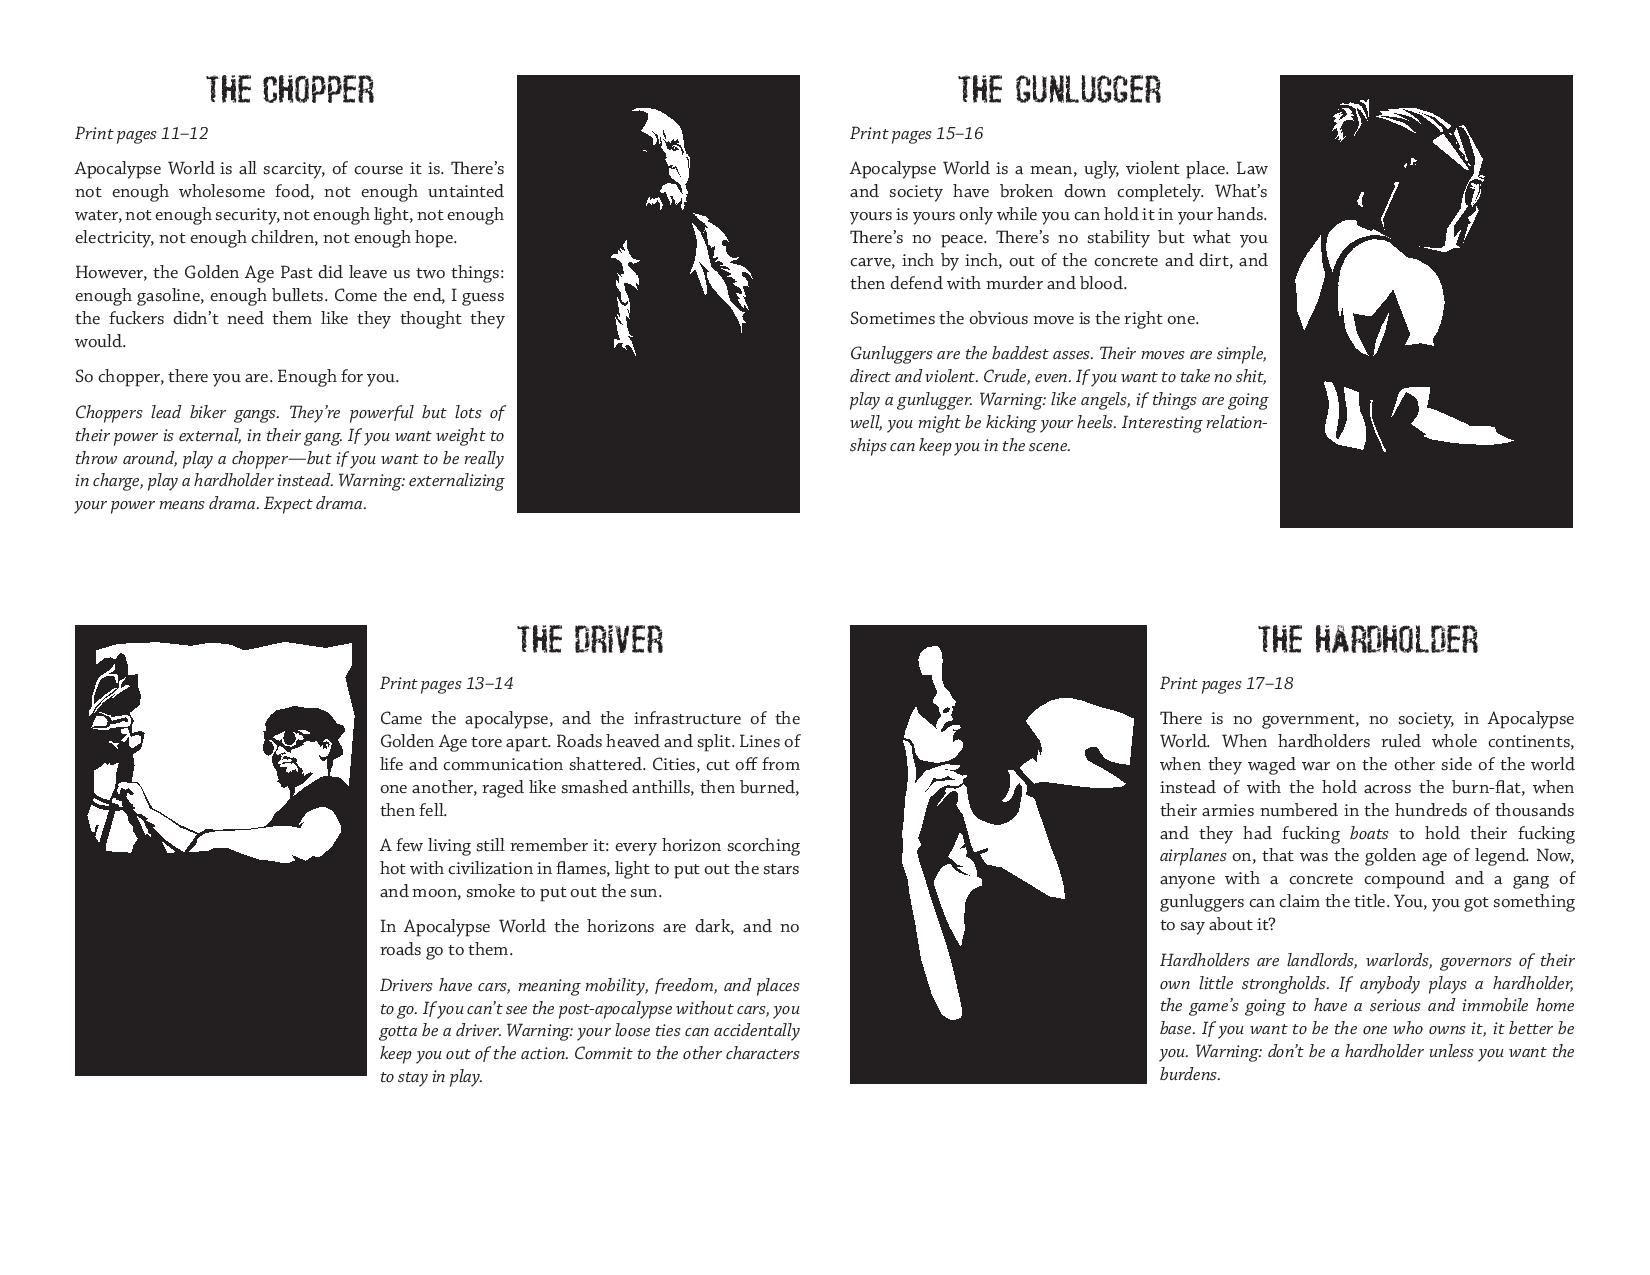 THE CHOPPER
Print pages 11–12
Apocalypse World is all scarcity, of course it is. There’s
not enough wholesome food, not enough untainted
water, not enough security, not enough light, not enough
electricity, not enough children, not enough hope.
However, the Golden Age Past did leave us two things:
enough gasoline, enough bullets. Come the end, I guess
the fuckers didn’t need them like they thought they
would.
So chopper, there you are. Enough for you.
Choppers lead biker gangs. They’re powerful but lots of
their power is external, in their gang. If you want weight to
throw around, play a chopper—but if you want to be really
in charge, play a hardholder instead. Warning: externalizing
your power means drama. Expect drama.
THE GUNLUGGER
Print pages 15–16
Apocalypse World is a mean, ugly, violent place. Law
and society have broken down completely. What’s
yours is yours only while you can hold it in your hands.
There’s no peace. There’s no stability but what you
carve, inch by inch, out of the concrete and dirt, and
then defend with murder and blood.
Sometimes the obvious move is the right one.
Gunluggers are the baddest asses. Their moves are simple,
direct and violent. Crude, even. If you want to take no shit,
play a gunlugger. Warning: like angels, if things are going
well, you might be kicking your heels. Interesting relation-
ships can keep you in the scene.
THE DRIVER
Print pages 13–14
Came the apocalypse, and the infrastructure of the
Golden Age tore apart. Roads heaved and split. Lines of
life and communication shattered. Cities, cut off from
one another, raged like smashed anthills, then burned,
then fell.
A few living still remember it: every horizon scorching
hot with civilization in flames, light to put out the stars
and moon, smoke to put out the sun.
In Apocalypse World the horizons are dark, and no
roads go to them.
Drivers have cars, meaning mobility, freedom, and places
to go. If you can’t see the post-apocalypse without cars, you
gotta be a driver. Warning: your loose ties can accidentally
keep you out of the action. Commit to the other characters
to stay in play.
THE HARDHOLDER
Print pages 17–18
There is no government, no society, in Apocalypse
World. When hardholders ruled whole continents,
when they waged war on the other side of the world
instead of with the hold across the burn-flat, when
their armies numbered in the hundreds of thousands
and they had fucking boats to hold their fucking
airplanes on, that was the golden age of legend. Now,
anyone with a concrete compound and a gang of
gunluggers can claim the title. You, you got something
to say about it?
Hardholders are landlords, warlords, governors of their
own little strongholds. If anybody plays a hardholder,
the game’s going to have a serious and immobile home
base. If you want to be the one who owns it, it better be
you. Warning: don’t be a hardholder unless you want the
burdens.